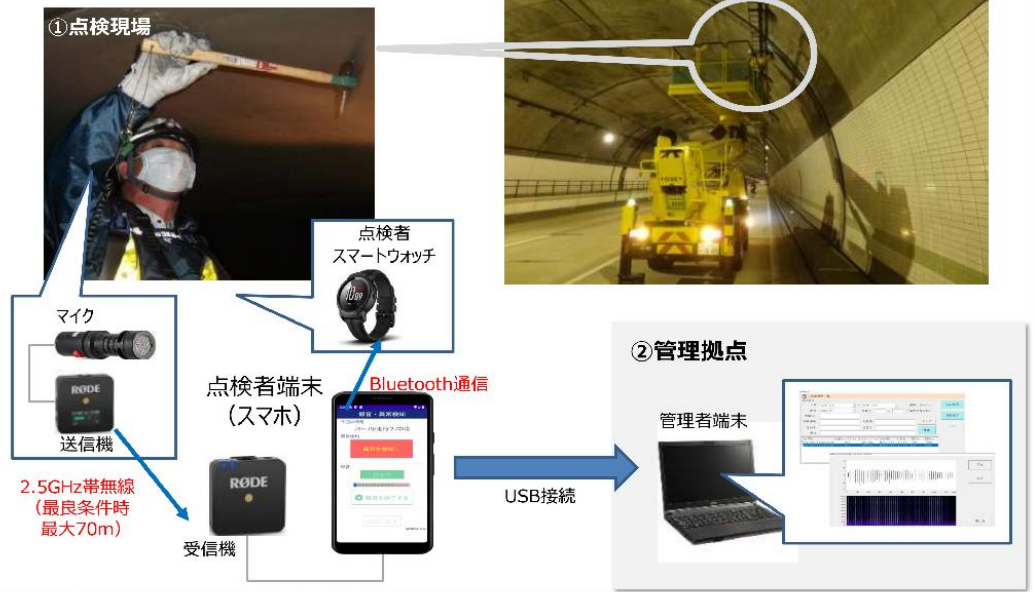 ①点検現場
点検者
スマートウォッチ
マイク
RØDE
送信機
2.5GHz帯無線
(最良条件時
最大70m)
点検者端末
(スマホ)
Bluetooth通信
RØDE
受信機
USB接続
②管理拠点
管理者端末